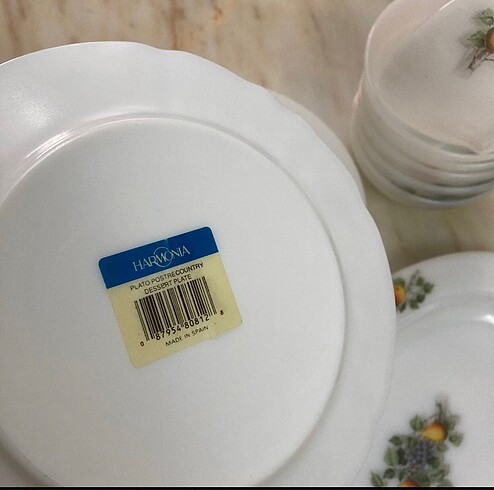 HARMONIA
PLATO POSTRE COUNTRY
DESSERT PLATE
0 87954 80812 8
MADE IN SPAIN